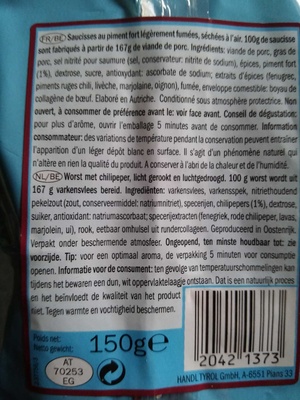 FR/BE Saucisses au piment fort légèrement fumées, séchées à l'air. 100g de saucisse
sont fabriqués à partir de 167g de viande de porc. Ingrédients: viande de porc, gras de
porc, sel nitrité pour saumure (sel, conservateur: nitrite de sodium), épices, piment fort
(1%), dextrose, sucre, antioxydant: ascorbate de sodium; extraits d'épices (fenugrec,
piments rouges chili, livèche, marjolaine, oignon), fumée, enveloppe comestible: boyau de
collagène de bœuf. Elaboré en Autriche. Conditionné sous atmosphère protectrice. Non
ouvert, à consommer de préférence avant le: voir face avant. Conseil de dégustation:
pour plus d'arôme, ouvrir l'emballage 5 minutes avant de consommer. Information
consommateur: des variations de température pendant la conservation peuvent entraîner
l'apparition d'un léger dépôt blanc en surface. Il s'agit d'un phénomène naturel qui
n'altère en rien la qualité du produit. A conserver à l'abri de la chaleur et de l'humidité.
NL/BE Worst met chilipeper, licht gerookt en luchtgedroogd. 100 g worst wordt uit
167 g varkensvlees bereid. Ingrediënten: varkensvlees, varkensspek, nitriethoudend
pekelzout (zout, conserveermiddel: natriumnitriet), specerijen, chilipepers (1%), dextrose,
suiker, antioxidant: natriumascorbaat; specerijextracten (fenegriek, rode chilipeper, lavas,
marjolein, ui), rook, eetbaar omhulsel uit rundercollageen. Geproduceerd in Oostenrijk.
Verpakt onder beschermende atmosfeer. Ongeopend, ten minste houdbaar tot: zie
voorzijde. Tip: voor een optimaal aroma, de verpakking 5 minuten voor consumptie
openen. Informatie voor de consument: ten gevolge van temperatuurschommelingen kan
tijdens het bewaren een dun, wit oppervlaktelaagje ontstaan. Dat is een natuurlijk proces
en het beïnvloedt de kwaliteit van het product
niet. Tegen warmte en vochtigheid beschermen.
Poids net:
Netto gewicht: 150g e
AT
70253
EG
2042 1373
HANDL TYROL GmbH, A-6551 Pians 33